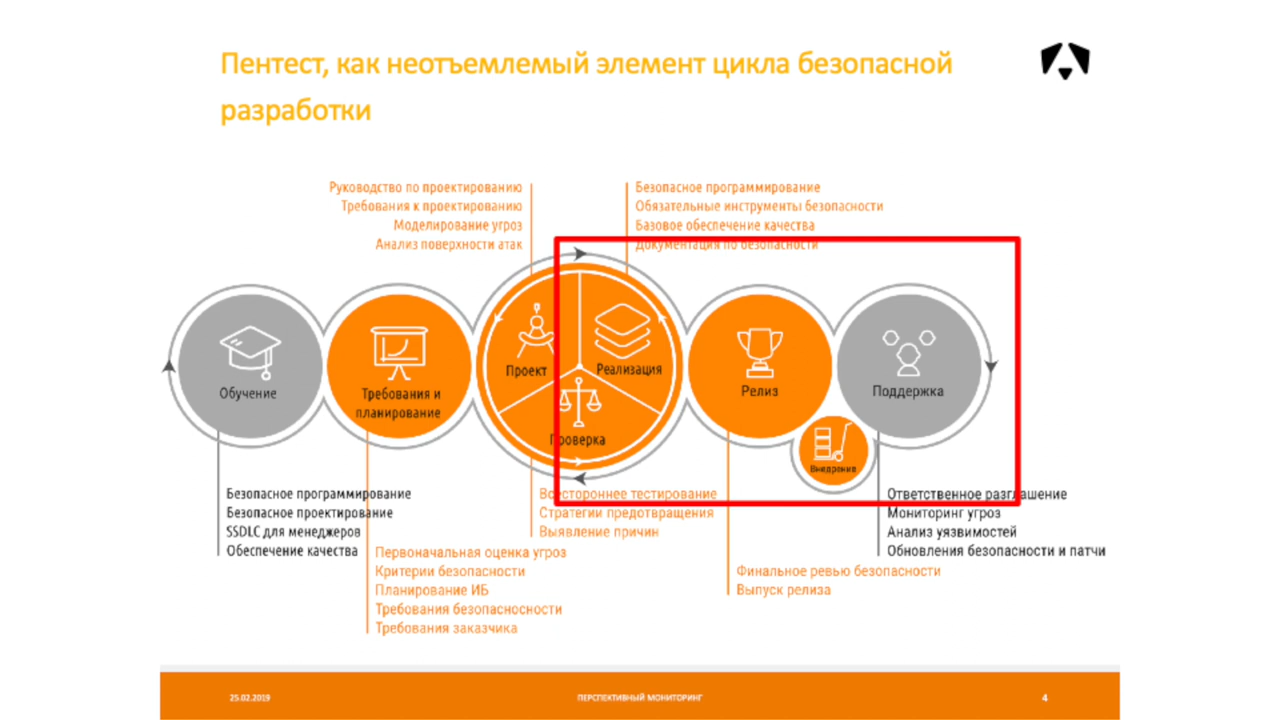 Пентест, как неотъемлемый элемент цикла безопасной
разработки
Руководство по проектированию
Требования к проектированию
Моделирование угроз
Анализ поверхности атак
Безопасное программирование
Обязательные инструменты безопасности
Базовое обеспечение качества
Документация по безопасности
Обучение
Требования и
планирование
Проект
Реализация
Проверка
Релиз
Внедрение
Поддержка
Безопасное программирование
Безопасное проектирование
SSDLC для менеджеров
Обеспечение качества
Первоначальная оценка угроз
Критерии безопасности
Планирование ИБ
Требования безопасносности
Требования заказчика
Всестороннее тестирование
Стратегии предотвращения
Выявление причин
Финальное ревью безопасности
Выпуск релиза
Ответственное разглашение
Мониторинг угроз
Анализ уязвимостей
Обновления безопасности и патчи
25.02.2019
ПЕРСПЕКТИВНЫЙ МОНИТОРИНГ
4